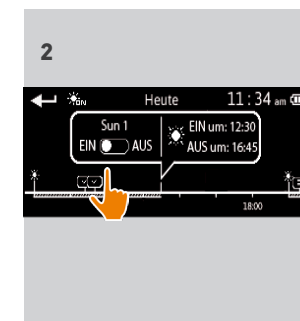 2
ON Heute 11:34 am
Sun 1
EIN AUS
EIN um: 12:30
AUS um: 16:45
18:00